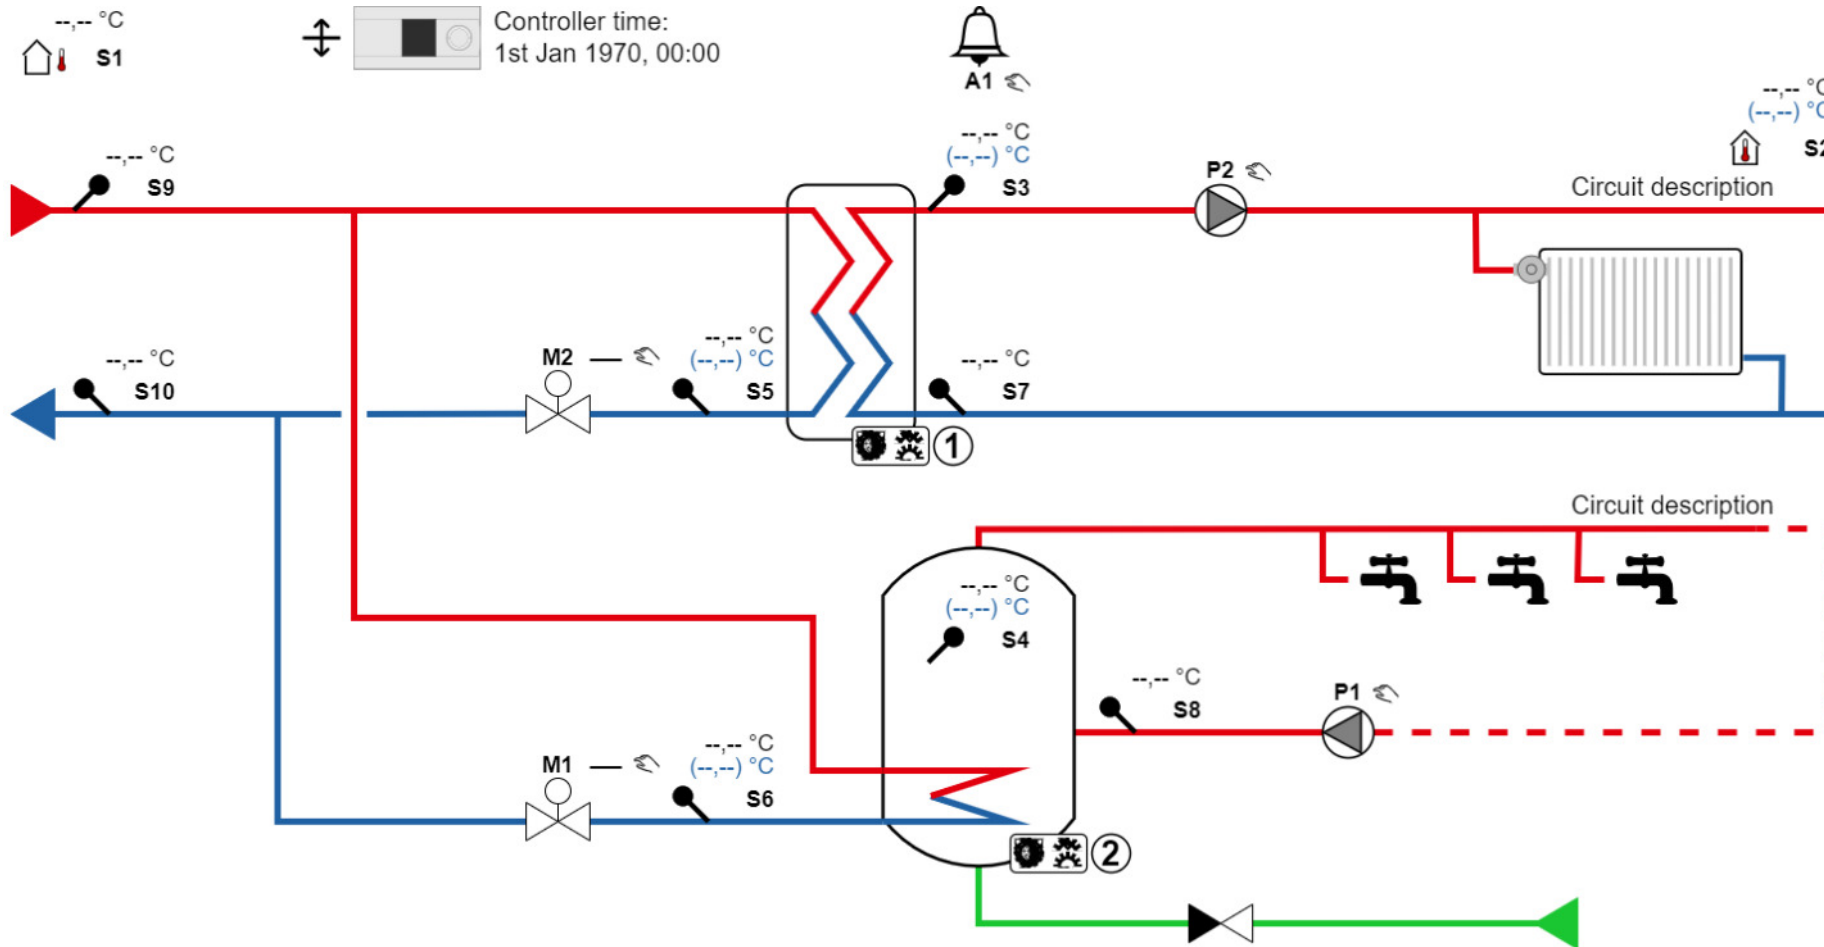 --,-- °C
S1
Controller time:
1st Jan 1970, 00:00
A1
--,-- °C
(--,--) °C
S2
--,-- °C
S9
--,-- °C
(--,--) °C
S3
P2
Circuit description
--,-- °C
S10
M2
--,-- °C
(--,--) °C
S5
--,-- °C
S7
1
Circuit description
--,-- °C
(--,--) °C
S4
--,-- °C
S8
P1
M1
--,-- °C
(--,--) °C
S6
2